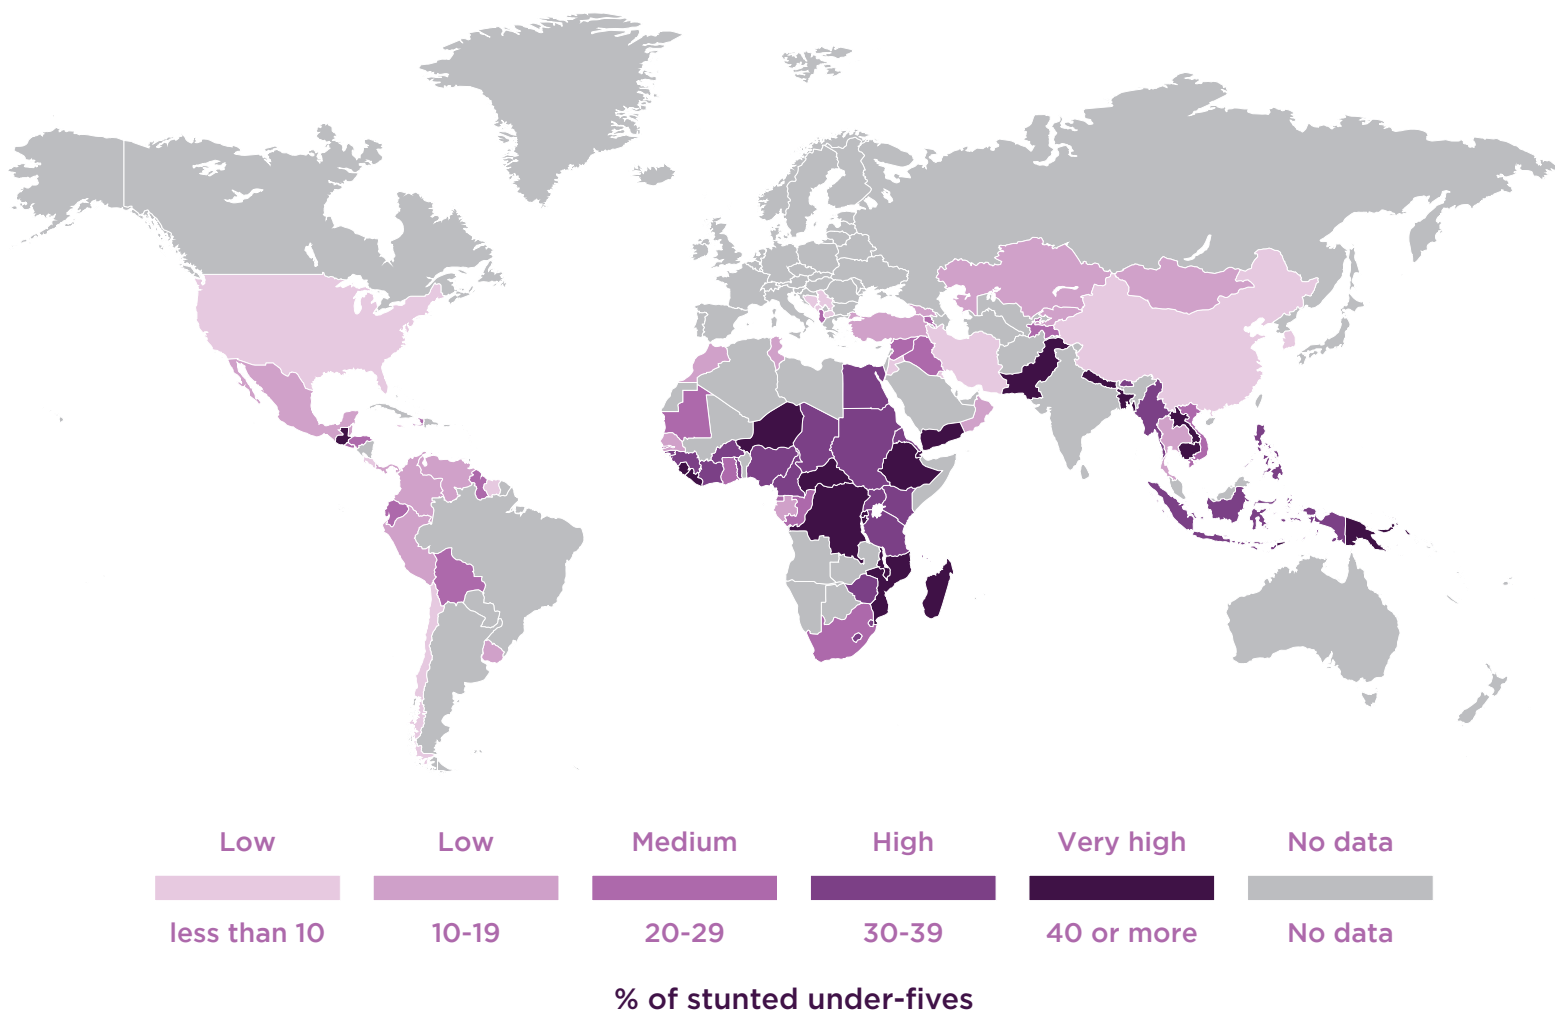 Low Low Medium High Very high No data
less than 10 10-19 20-29 30-39 40 or more No data
% of stunted under-fives